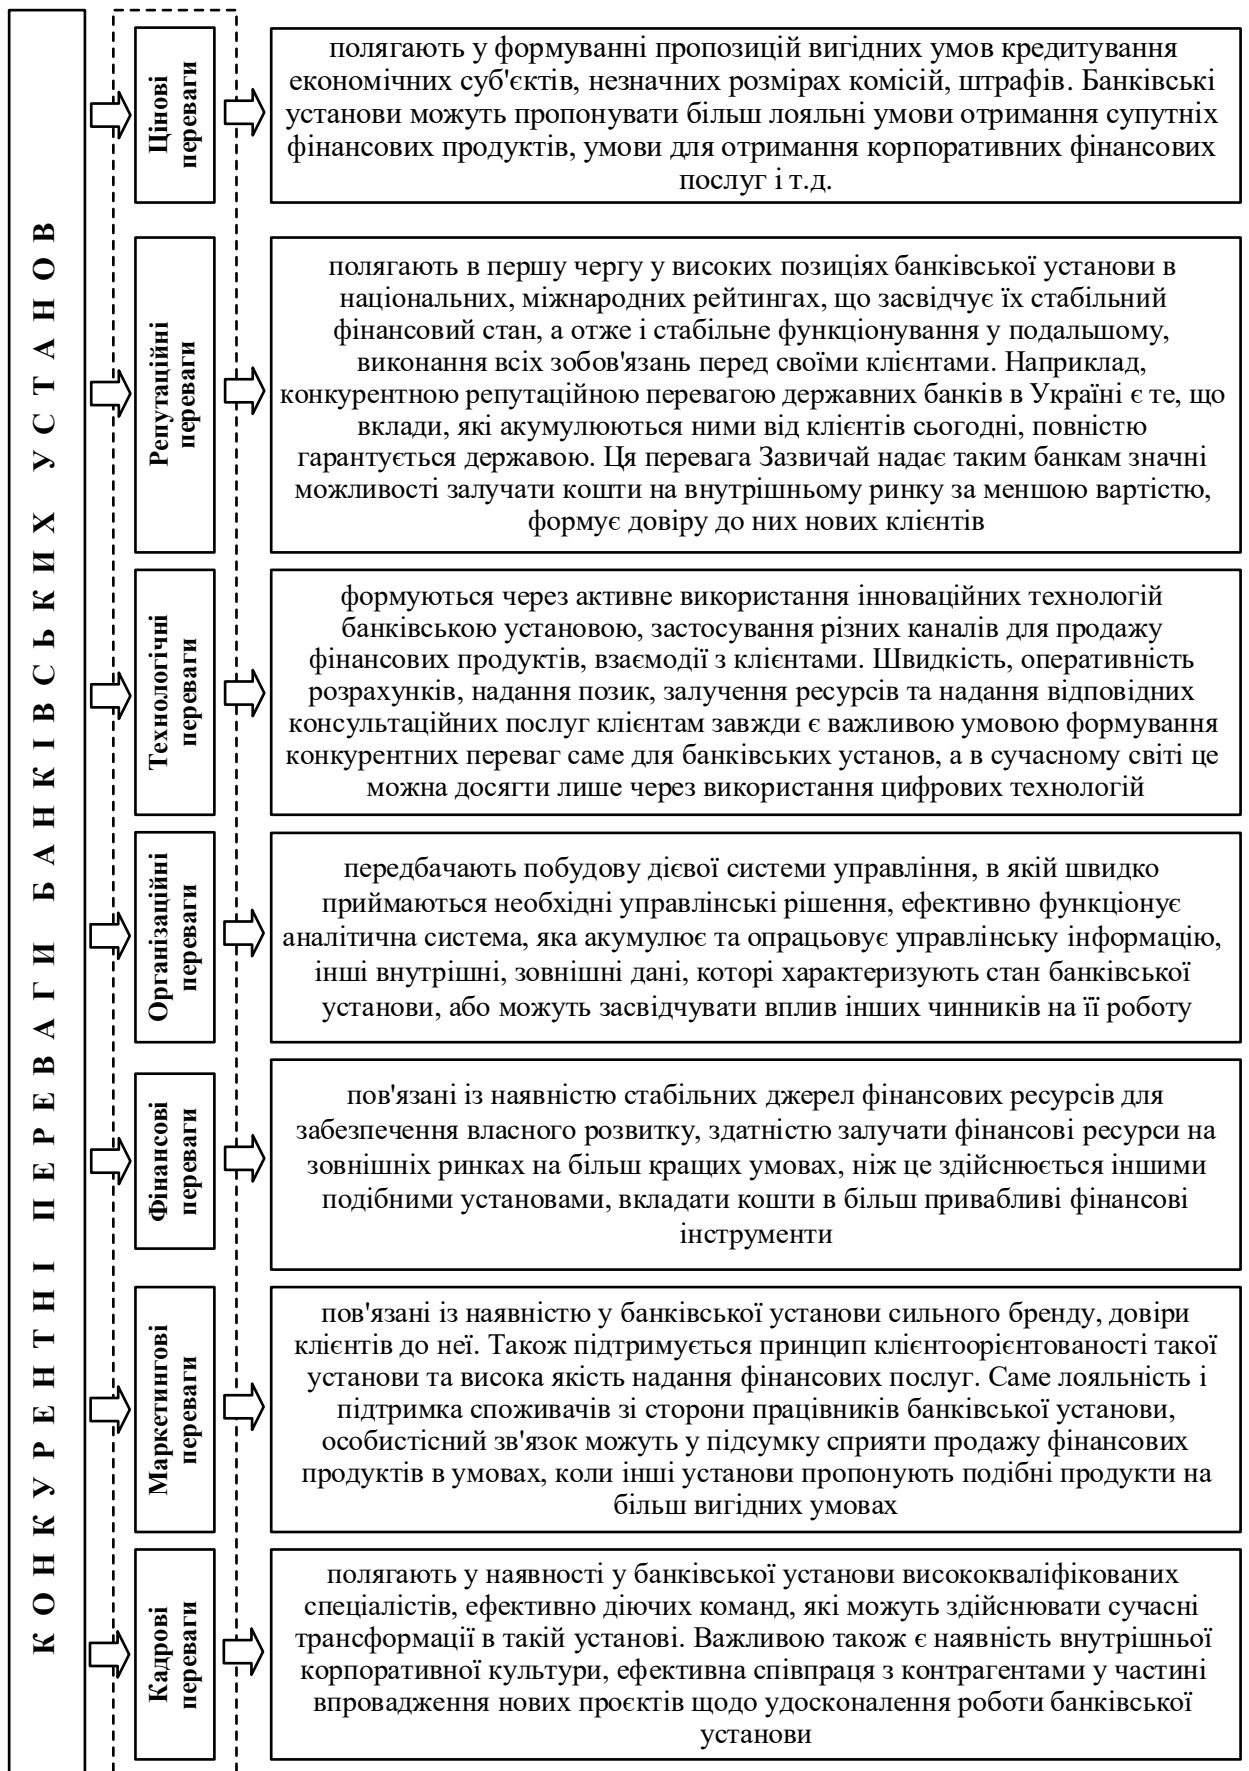 КОНКУРЕНТНІ ПЕРЕВАГИ БАНКІВСЬКИХ УСТАНОВ
Цінові
переваги
полягають у формуванні пропозицій вигідних умов кредитування
економічних суб'єктів, незначних розмірах комісій, штрафів. Банківські
установи можуть пропонувати більш лояльні умови отримання супутніх
фінансових продуктів, умови для отримання корпоративних фінансових
послуг і т.д.
Репутаційні
переваги
полягають в першу чергу у високих позиціях банківської установи в
національних, міжнародних рейтингах, що засвідчує їх стабільний
фінансовий стан, а отже і стабільне функціонування у подальшому,
виконання всіх зобов'язань перед своїми клієнтами. Наприклад,
конкурентною репутаційною перевагою державних банків в Україні є те, що
вклади, які акумулюються ними від клієнтів сьогодні, повністю
гарантується державою. Ця перевага Зазвичай надає таким банкам значні
можливості залучати кошти на внутрішньому ринку за меншою вартістю,
формує довіру до них нових клієнтів
Технологічні
переваги
формуються через активне використання інноваційних технологій
банківською установою, застосування різних каналів для продажу
фінансових продуктів, взаємодії з клієнтами. Швидкість, оперативність
розрахунків, надання позик, залучення ресурсів та надання відповідних
консультаційних послуг клієнтам завжди є важливою умовою формування
конкурентних переваг саме для банківських установ, а в сучасному світі це
можна досягти лише через використання цифрових технологій
Організаційні
переваги
передбачають побудову дієвої системи управління, в якій швидко
приймаються необхідні управлінські рішення, ефективно функціонує
аналітична система, яка акумулює та опрацьовує управлінську інформацію,
інші внутрішні, зовнішні дані, котрі характеризують стан банківської
установи, або можуть засвідчувати вплив інших чинників на її роботу
Фінансові
переваги
пов'язані із наявністю стабільних джерел фінансових ресурсів для
забезпечення власного розвитку, здатністю залучати фінансові ресурси на
зовнішніх ринках на більш кращих умовах, ніж це здійснюється іншими
подібними установами, вкладати кошти в більш привабливі фінансові
інструменти
Маркетингові
переваги
пов'язані із наявністю у банківської установи сильного бренду, довіри
клієнтів до неї. Також підтримується принцип клієнтоорієнтованості такої
установи та висока якість надання фінансових послуг. Саме лояльність і
підтримка споживачів зі сторони працівників банківської установи,
особистісний зв'язок можуть у підсумку сприяти продажу фінансових
продуктів в умовах, коли інші установи пропонують подібні продукти на
більш вигідних умовах
Кадрові
переваги
полягають у наявності у банківської установи висококваліфікованих
спеціалістів, ефективно діючих команд, які можуть здійснювати сучасні
трансформації в такій установі. Важливою також є наявність внутрішньої
корпоративної культури, ефективна співпраця з контрагентами у частині
впровадження нових проєктів щодо удосконалення роботи банківської
установи